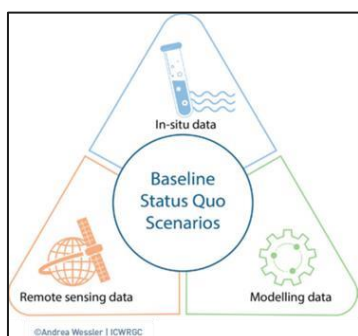 In-situ data
Baseline
Status Quo
Scenarios
Remote sensing data
Modelling data
©Andrea Wessler | ICWRGC